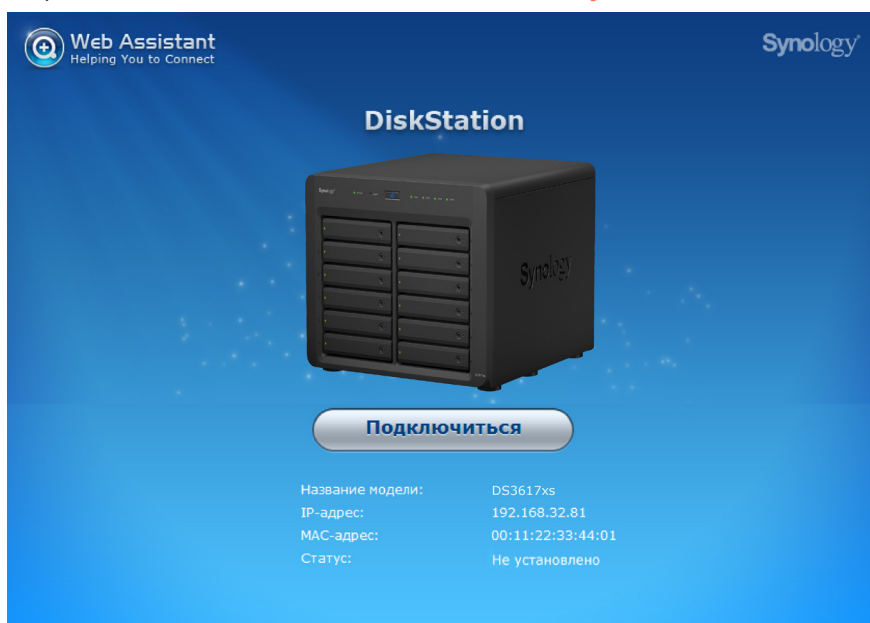 Web Assistant
Helping You to Connect
Synology
DiskStation
Synology
Подключиться
Название модели: DS3617xs
IP-адрес: 192.168.32.81
MAC-адрес: 00:11:22:33:44:01
Статус: Не установлено